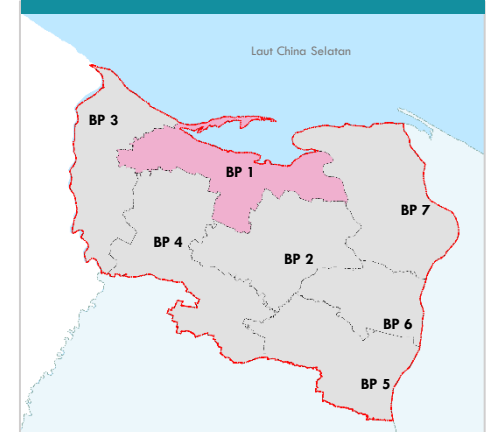 Laut China Selatan
BP 3
BP 1
BP 7
BP 4
BP 2
BP 6
BP 5